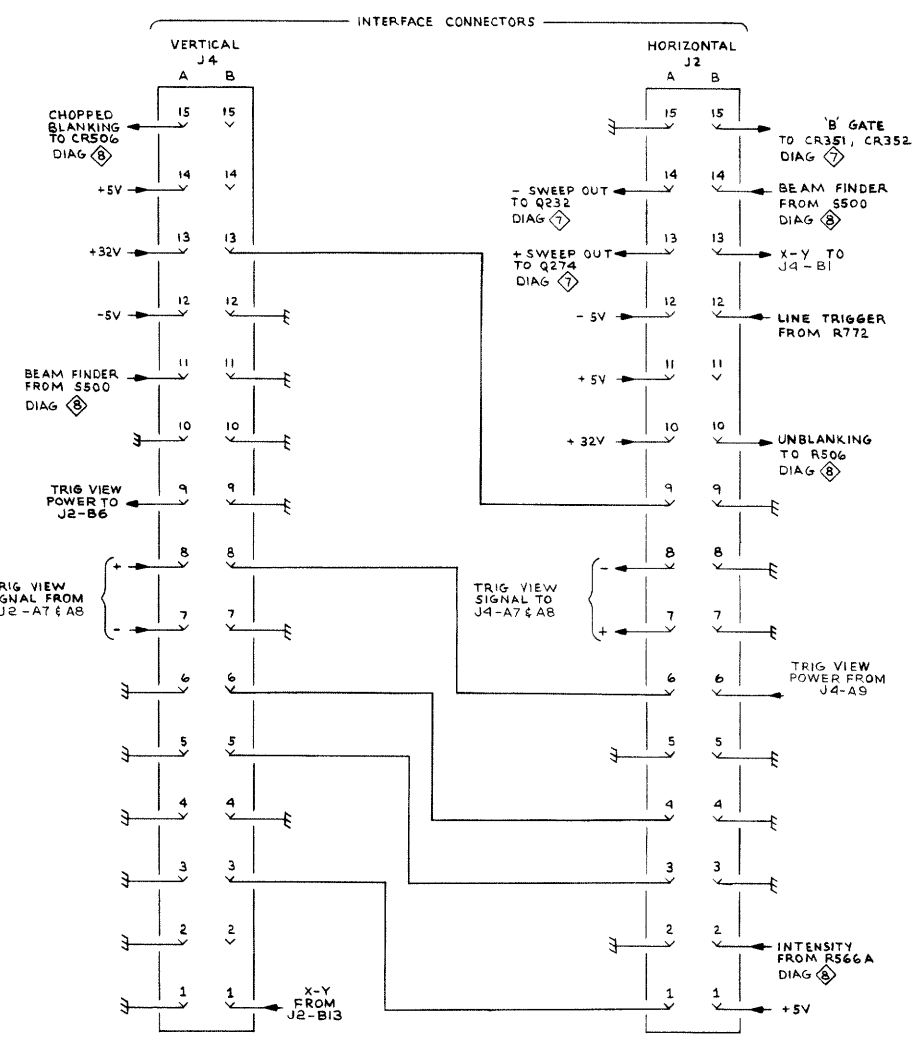 INTERFACE CONNECTORS
VERTICAL
J4
A B
HORIZONTAL
J2
A B
CHOPPED
BLANKING
TO CR506
DIAG 8
15 15
+5V
14 14
+32V
13 13
-5V
12 12
BEAM FINDER
FROM S500
DIAG 8
11 11
10 10
TRIG VIEW
POWER TO
J2-B6
9 9
RIG VIEW
GNAL FROM
J2-A7 & A8
+
8 8
-
7 7
6 6
5 5
4 4
3 3
2 2
1 1
X-Y
FROM
J2-B13
15 15
'B' GATE
TO CR351, CR352
DIAG 7
- SWEEP OUT
TO Q232
DIAG 7
14 14
BEAM FINDER
FROM S500
DIAG 8
+ SWEEP OUT
TO Q274
DIAG 7
13 13
X-Y TO
J4-B1
- 5V
12 12
LINE TRIGGER
FROM R772
+ 5V
11 11
+ 32V
10 10
UNBLANKING
TO R506
DIAG 8
9 9
TRIG VIEW
SIGNAL TO
J4-A7 & A8
-
8 8
+
7 7
6 6
TRIG VIEW
POWER FROM
J4-A9
5 5
4 4
3 3
2 2
INTENSITY
FROM R566A
DIAG 8
1 1
+5V